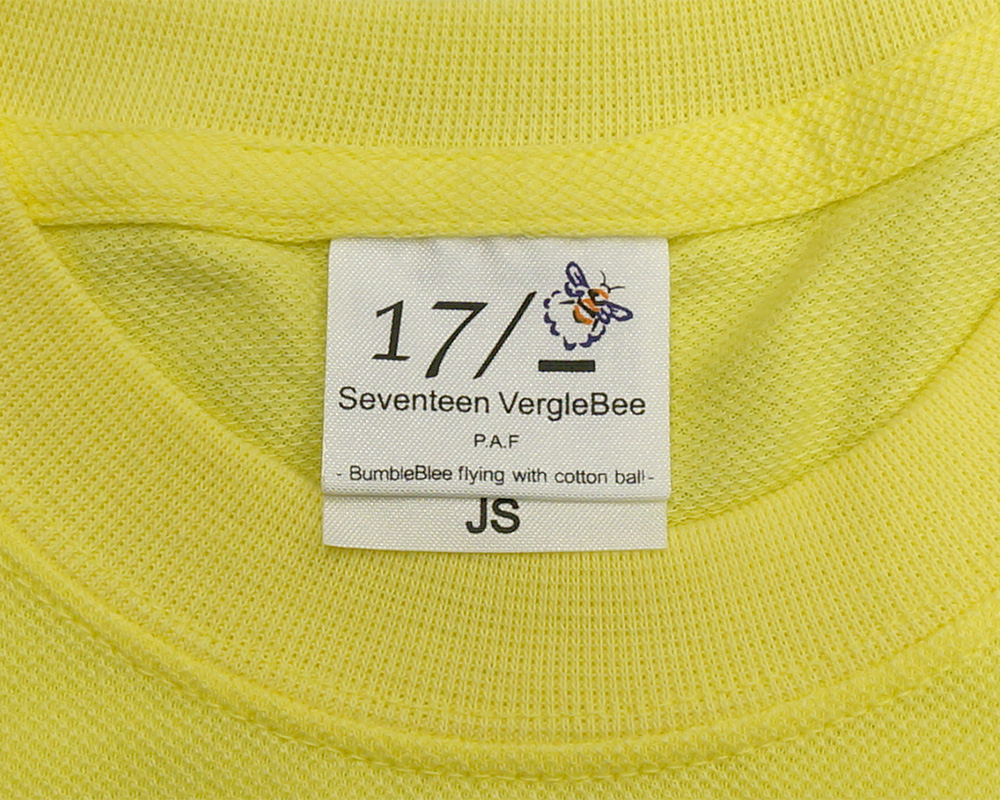 17/
Seventeen VergleBee
P.A.F
- BumbleBlee flying with cotton ball -
JS